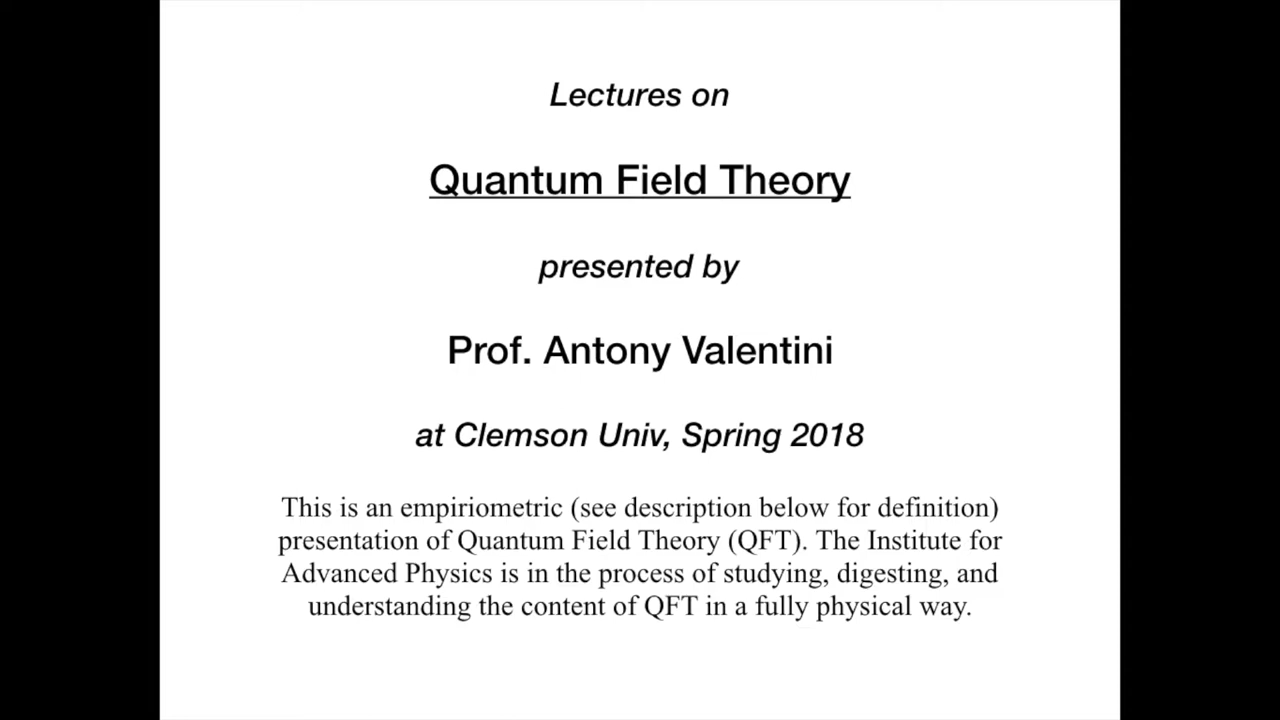 Lectures on
Quantum Field Theory
presented by
Prof. Antony Valentini
at Clemson Univ, Spring 2018
This is an empiriometric (see description below for definition)
presentation of Quantum Field Theory (QFT). The Institute for
Advanced Physics is in the process of studying, digesting, and
understanding the content of QFT in a fully physical way.